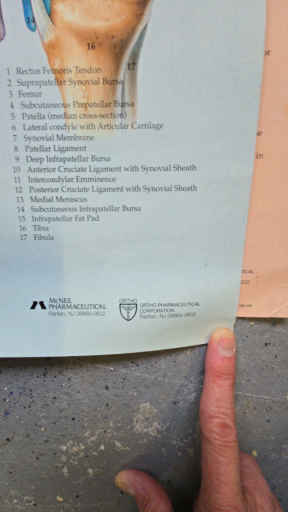 14
16
17
1 Rectus Femoris Tendon
2 Suprapatellar Synovial Bursa
3 Femur
4 Subcutaneous Prepatellar Bursa
5 Patella (median cross-section)
6 Lateral condyle with Articular Cartilage
7 Synovial Membrane
8 Patellar Ligament
9 Deep Infrapatellar Bursa
10 Anterior Cruciate Ligament with Synovial Sheath
11 Intercondylar Emminence
12 Posterior Cruciate Ligament with Synovial Sheath
13 Medial Meniscus
14 Subcutaneous Infrapatellar Bursa
15 Infrapatellar Fat Pad
16 Tibia
17 Fibula
McNEIL
PHARMACEUTICAL
ORTHO
ORTHO PHARMACEUTICAL
CORPORATION